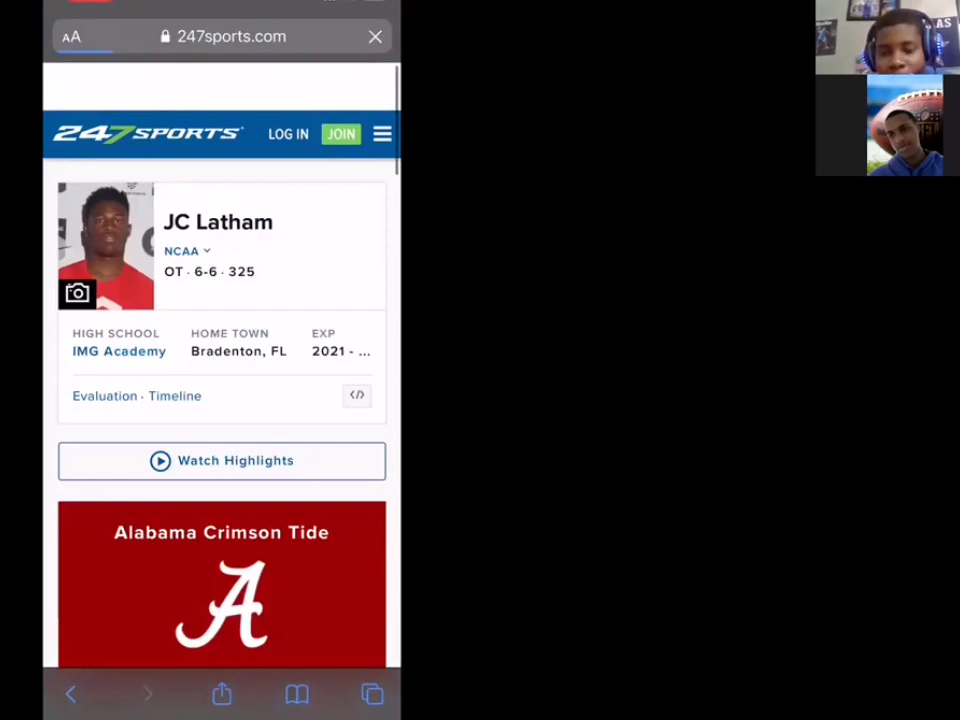 AA 247sports.com
247SPORTS LOG IN JOIN
JC Latham
NCAA
OT · 6-6 · 325
HIGH SCHOOL HOME TOWN EXP
IMG Academy Bradenton, FL 2021 - ...
Evaluation · Timeline </>
Watch Highlights
Alabama Crimson Tide
A
AS